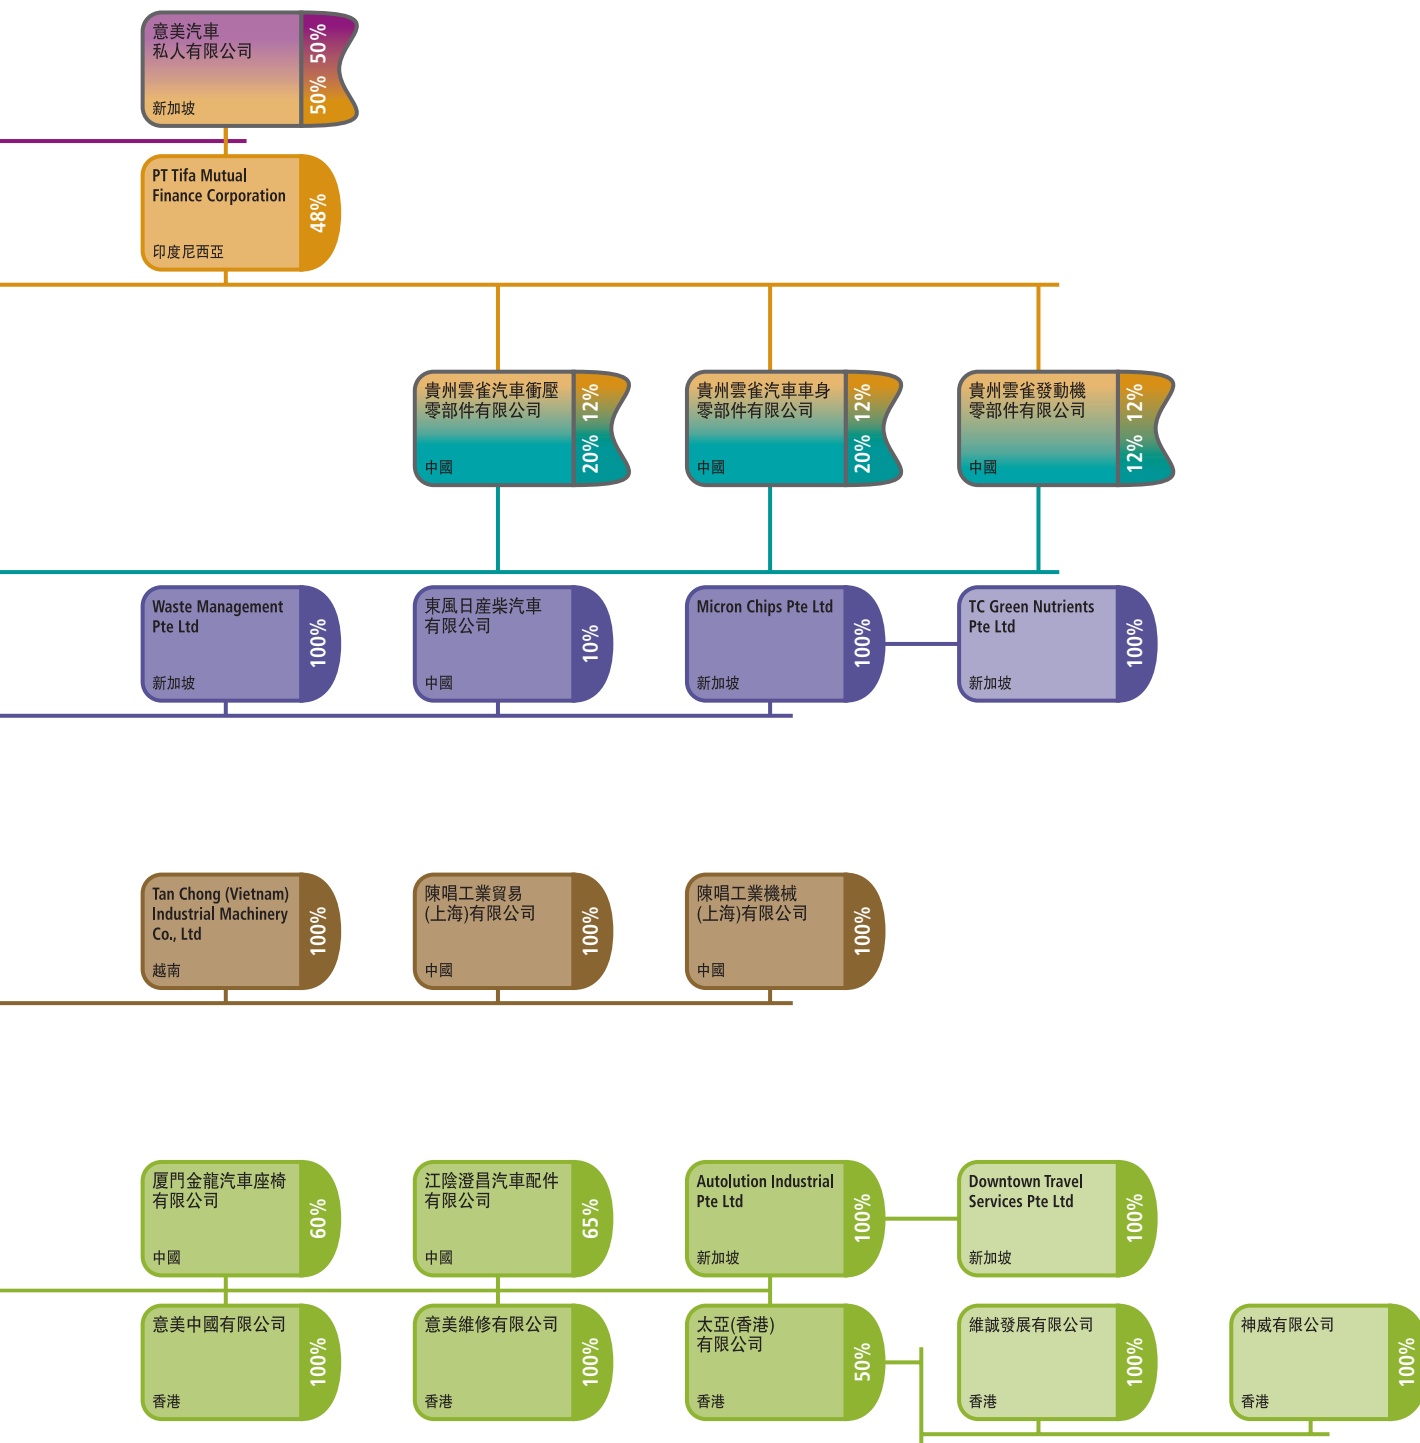 意美汽車
私人有限公司
50%
50%
新加坡
PT Tifa Mutual
Finance Corporation
48%
印度尼西亞
貴州雲雀汽車衝壓
零部件有限公司
12%
20%
中國
貴州雲雀汽車車身
零部件有限公司
12%
20%
中國
貴州雲雀發動機
零部件有限公司
12%
12%
中國
Waste Management
Pte Ltd
100%
新加坡
東風日産柴汽車
有限公司
10%
中國
Micron Chips Pte Ltd
100%
新加坡
TC Green Nutrients
Pte Ltd
100%
新加坡
Tan Chong (Vietnam)
Industrial Machinery
Co., Ltd
100%
越南
陳唱工業貿易
(上海)有限公司
100%
中國
陳唱工業機械
(上海)有限公司
100%
中國
厦門金龍汽車座椅
有限公司
60%
中國
江陰澄昌汽車配件
有限公司
65%
中國
Autolution Industrial
Pte Ltd
100%
新加坡
Downtown Travel
Services Pte Ltd
100%
新加坡
意美中國有限公司
100%
香港
意美維修有限公司
100%
香港
太亞(香港)
有限公司
50%
香港
維誠發展有限公司
100%
香港
神威有限公司
100%
香港